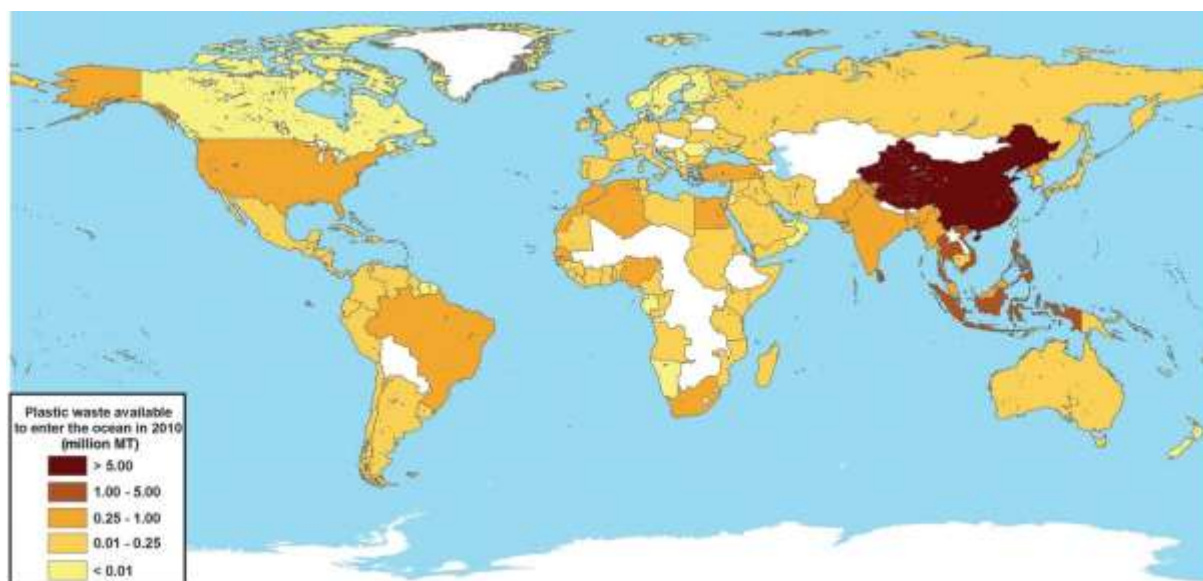 Plastic waste available
to enter the ocean in 2010
(million MT)
> 5.00
1.00 - 5.00
0.25 - 1.00
0.01 - 0.25
< 0.01